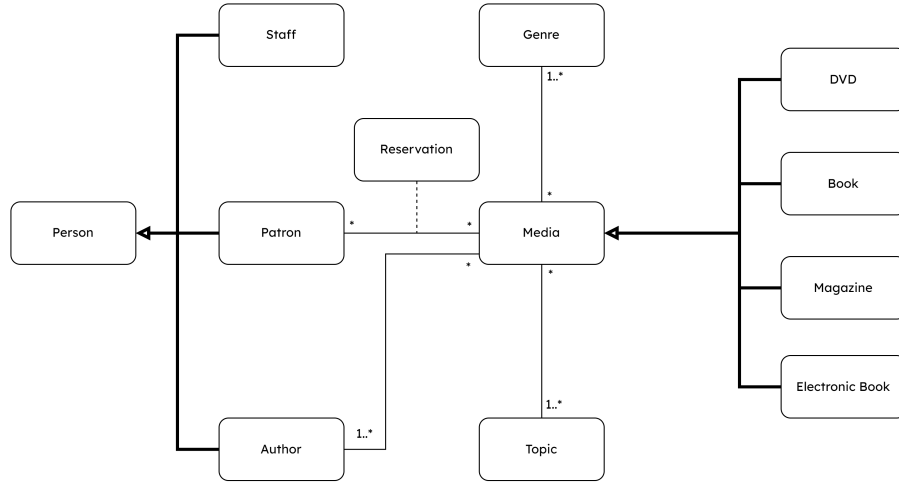 Staff
Genre
1..*
DVD
Reservation
Book
*
Person
Patron
*
*
Media
*
*
Magazine
Electronic Book
1..*
1..*
Author
Topic